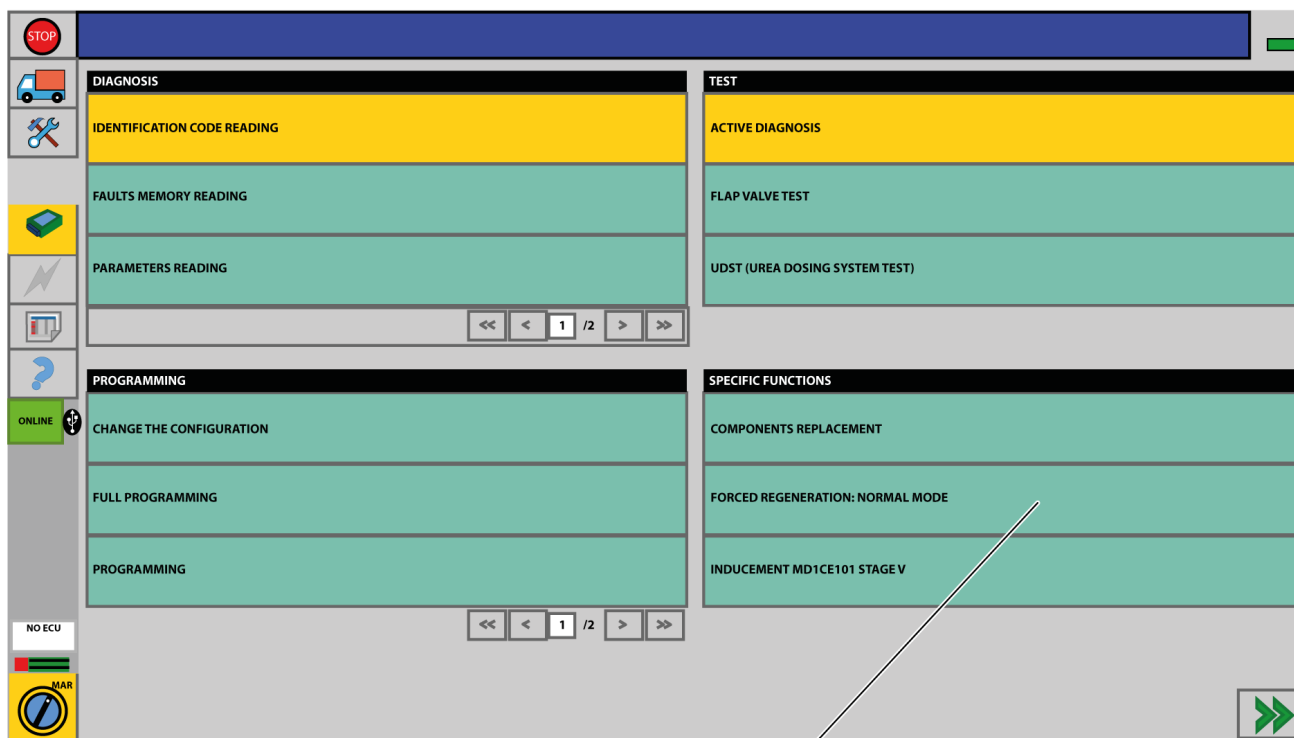 STOP
DIAGNOSIS
IDENTIFICATION CODE READING
FAULTS MEMORY READING
PARAMETERS READING
<< < 1 /2 > >>
TEST
ACTIVE DIAGNOSIS
FLAP VALVE TEST
UDST (UREA DOSING SYSTEM TEST)
PROGRAMMING
CHANGE THE CONFIGURATION
FULL PROGRAMMING
PROGRAMMING
<< < 1 /2 > >>
SPECIFIC FUNCTIONS
COMPONENTS REPLACEMENT
FORCED REGENERATION: NORMAL MODE
INDUCEMENT MD1CE101 STAGE V
ONLINE
NO ECU
MAR